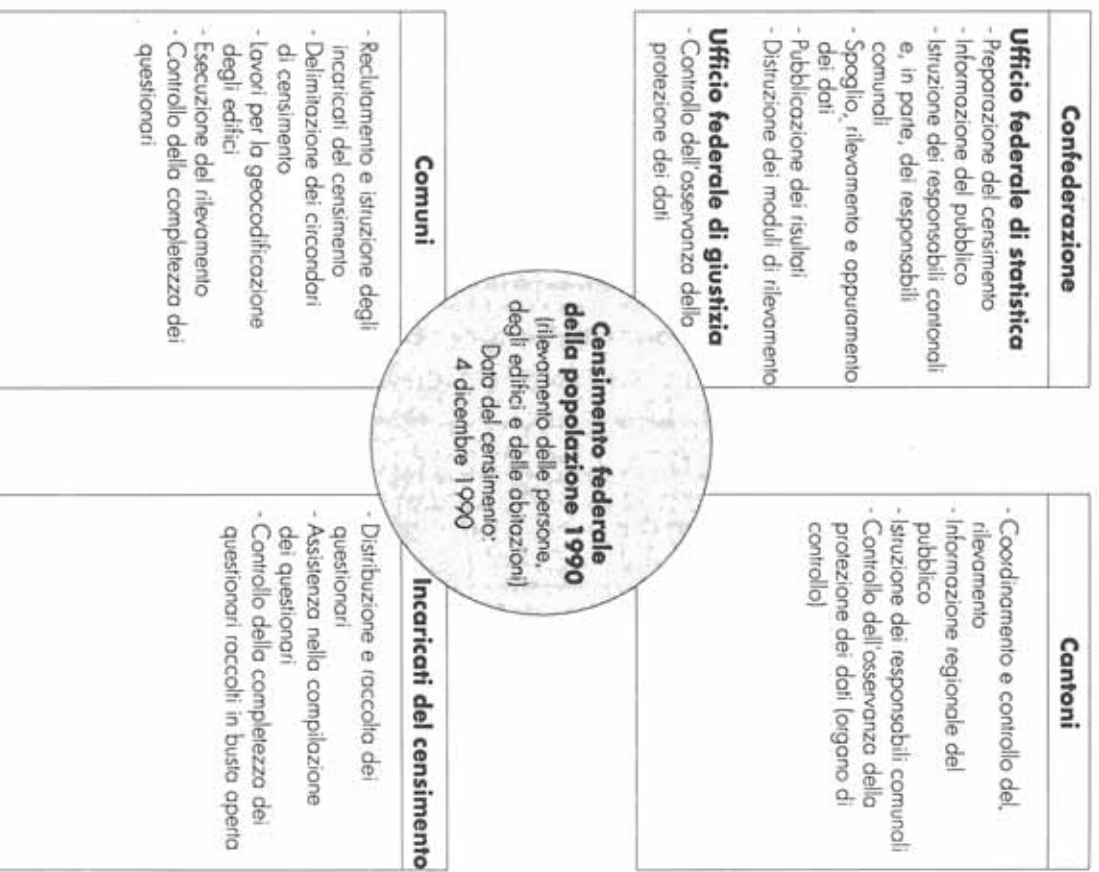 Confederazione
Ufficio federale di statistica
- Preparazione del censimento
- Informazione del pubblico
- Istruzione dei responsabili cantonali
e, in parte, dei responsabili
comunali
- Spoglio, rilevamento e appuramento
dei dati
- Pubblicazione dei risultati
- Distruzione dei moduli di rilevamento
Ufficio federale di giustizia
- Controllo dell'osservanza della
protezione dei dati
Cantoni
- Coordinamento e controllo del
rilevamento
- Informazione regionale del
pubblico
- Istruzione dei responsabili comunali
- Controllo dell'osservanza della
protezione dei dati (organo di
controllo)
Censimento federale
della popolazione 1990
(rilevamento delle persone,
degli edifici e delle abitazioni)
Data del censimento:
4 dicembre 1990
Comuni
- Reclutamento e istruzione degli
incaricati del censimento
- Delimitazione dei circondari
di censimento
- Lavori per la geocodificazione
degli edifici
- Esecuzione del rilevamento
- Controllo della completezza dei
questionari
Incaricati del censimento
- Distribuzione e raccolta dei
questionari
- Assistenza nella compilazione
dei questionari
- Controllo della completezza dei
questionari raccolti in busta aperta